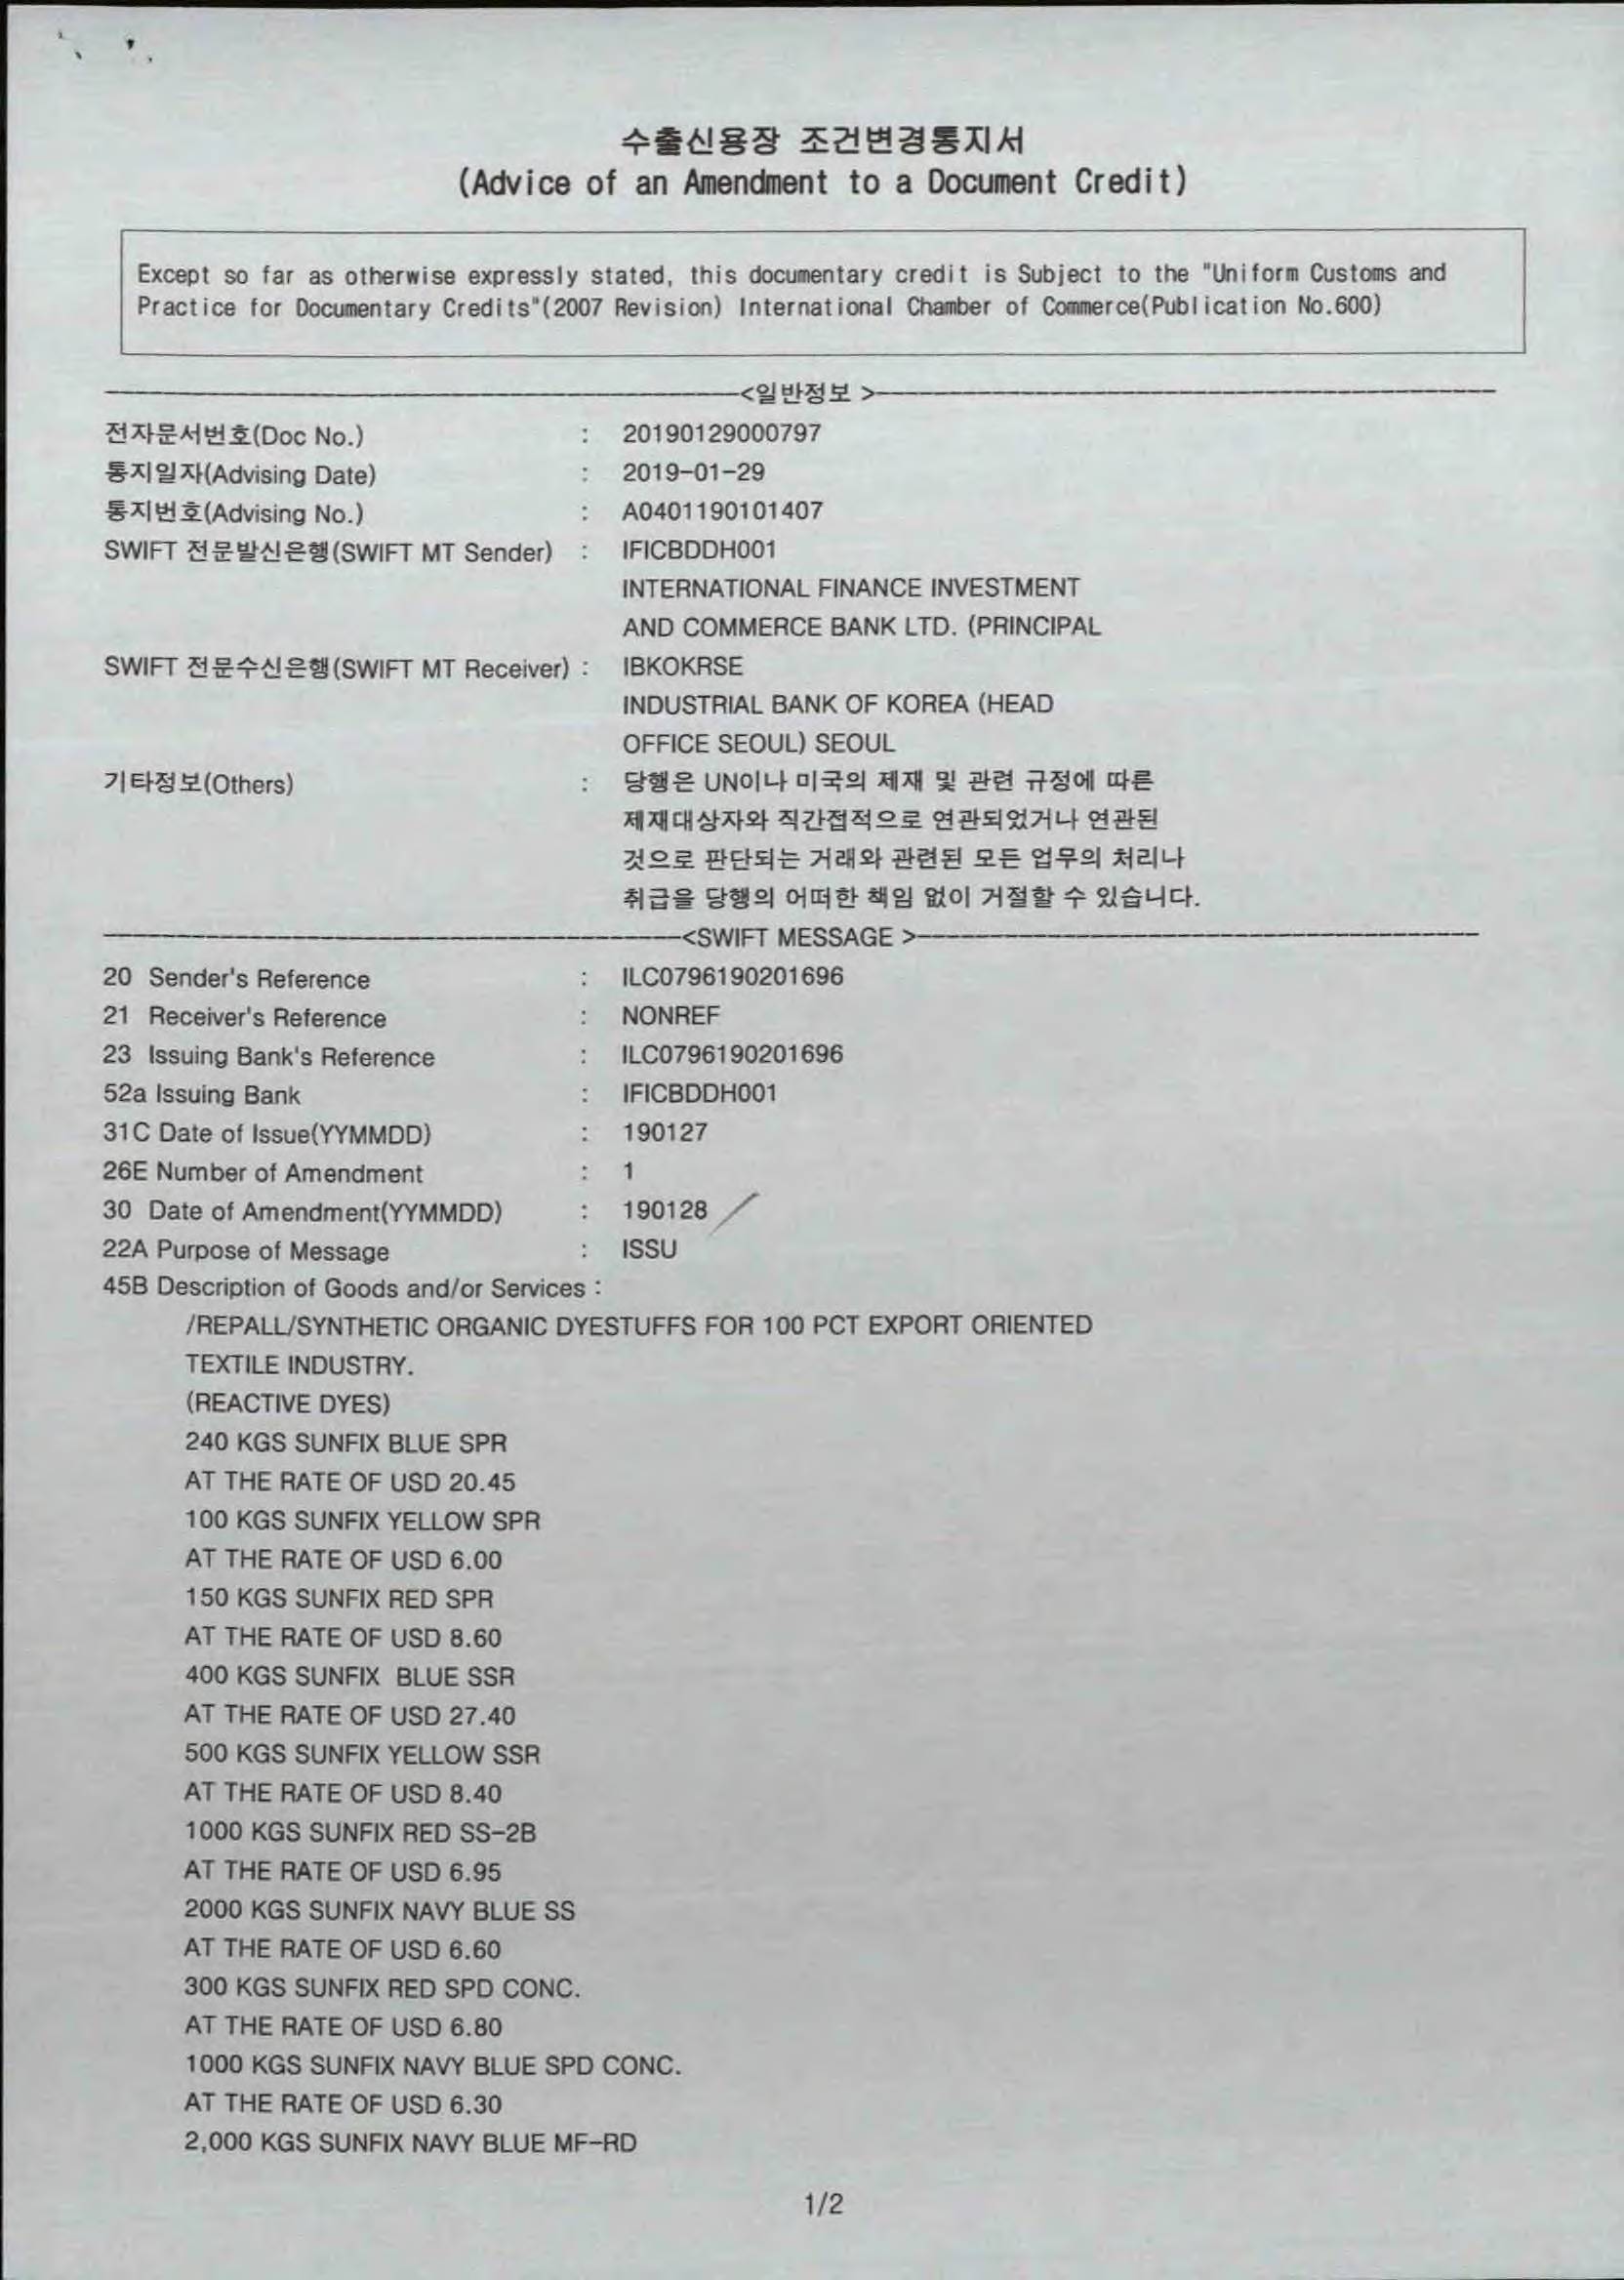 수출신용장 조건변경통지서
(Advice of an Amendment to a Document Credit)
Except so far as otherwise expressly stated, this documentary credit is Subject to the "Uniform Customs and
Practice for Documentary Credits"(2007 Revision) International Chamber of Commerce(Publication No.600)
<일반정보 >
전자문서번호(Doc No.) : 20190129000797
통지일자(Advising Date) : 2019-01-29
통지번호(Advising No.) : A0401190101407
SWIFT 전문발신은행(SWIFT MT Sender) : IFICBDDH001
INTERNATIONAL FINANCE INVESTMENT
AND COMMERCE BANK LTD. (PRINCIPAL
SWIFT 전문수신은행(SWIFT MT Receiver) : IBKOKRSE
INDUSTRIAL BANK OF KOREA (HEAD
OFFICE SEOUL) SEOUL
기타정보(Others) : 당행은 UN이나 미국의 제재 및 관련 규정에 따른
제재대상자와 직간접적으로 연관되었거나 연관된
것으로 판단되는 거래와 관련된 모든 업무의 처리나
취급을 당행의 어떠한 책임 없이 거절할 수 있습니다.
<SWIFT MESSAGE >
20 Sender's Reference : ILC0796190201696
21 Receiver's Reference : NONREF
23 Issuing Bank's Reference : ILC0796190201696
52a Issuing Bank : IFICBDDH001
31C Date of Issue(YYMMDD) : 190127
26E Number of Amendment : 1
30 Date of Amendment(YYMMDD) : 190128
22A Purpose of Message : ISSU
45B Description of Goods and/or Services :
/REPALL/SYNTHETIC ORGANIC DYESTUFFS FOR 100 PCT EXPORT ORIENTED
TEXTILE INDUSTRY.
(REACTIVE DYES)
240 KGS SUNFIX BLUE SPR
AT THE RATE OF USD 20.45
100 KGS SUNFIX YELLOW SPR
AT THE RATE OF USD 6.00
150 KGS SUNFIX RED SPR
AT THE RATE OF USD 8.60
400 KGS SUNFIX BLUE SSR
AT THE RATE OF USD 27.40
500 KGS SUNFIX YELLOW SSR
AT THE RATE OF USD 8.40
1000 KGS SUNFIX RED SS-2B
AT THE RATE OF USD 6.95
2000 KGS SUNFIX NAVY BLUE SS
AT THE RATE OF USD 6.60
300 KGS SUNFIX RED SPD CONC.
AT THE RATE OF USD 6.80
1000 KGS SUNFIX NAVY BLUE SPD CONC.
AT THE RATE OF USD 6.30
2,000 KGS SUNFIX NAVY BLUE MF-RD
1/2